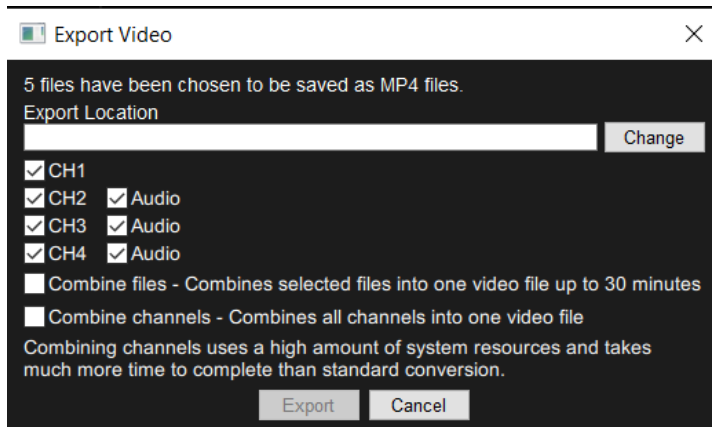 Export Video
5 files have been chosen to be saved as MP4 files.
Export Location
Change
CH1
CH2 Audio
CH3 Audio
CH4 Audio
Combine files - Combines selected files into one video file up to 30 minutes
Combine channels - Combines all channels into one video file
Combining channels uses a high amount of system resources and takes
much more time to complete than standard conversion.
Export Cancel